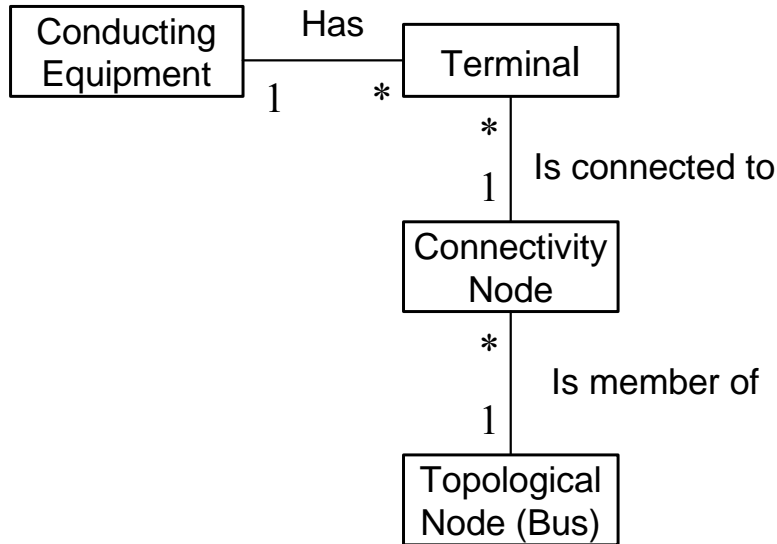 Conducting
Equipment
Has
1
*
Terminal
*
Is connected to
1
Connectivity
Node
*
Is member of
1
Topological
Node (Bus)